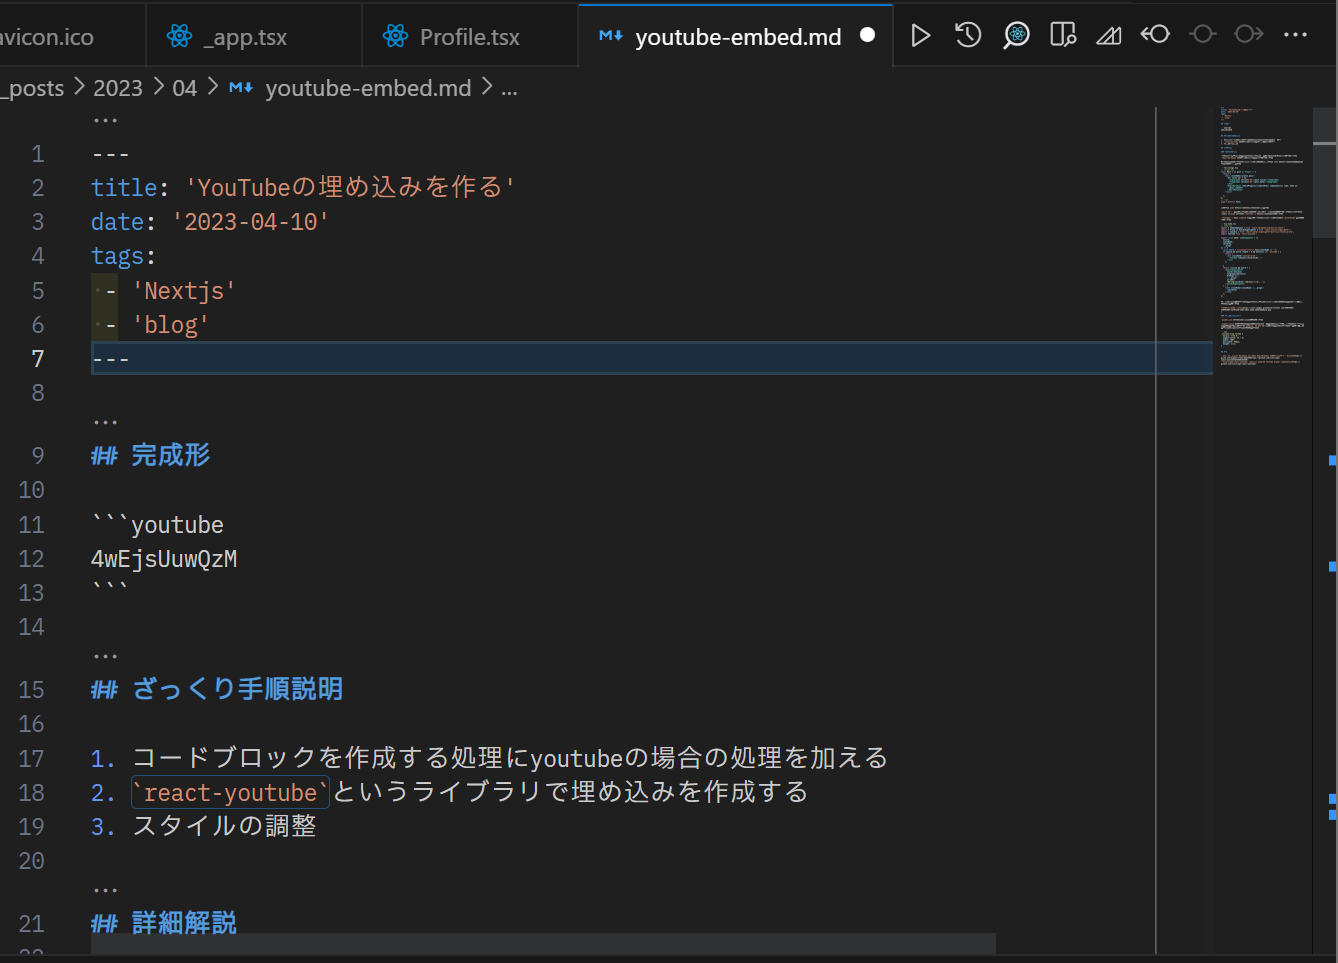 avicon.ico
_app.tsx
Profile.tsx
youtube-embed.md
_posts > 2023 > 04 > youtube-embed.md > ...
...
1 ---
2 title: 'YouTubeの埋め込みを作る'
3 date: '2023-04-10'
4 tags:
5 - 'Nextjs'
6 - 'blog'
7 ---
8
...
9 ## 完成形
10
11 ```youtube
12 4wEjsUuwQzM
13 ```
14
...
15 ## ざっくり手順説明
16
17 1. コードブロックを作成する処理にyoutubeの場合の処理を加える
18 2. `react-youtube`というライブラリで埋め込みを作成する
19 3. スタイルの調整
20
...
21 ## 詳細解説